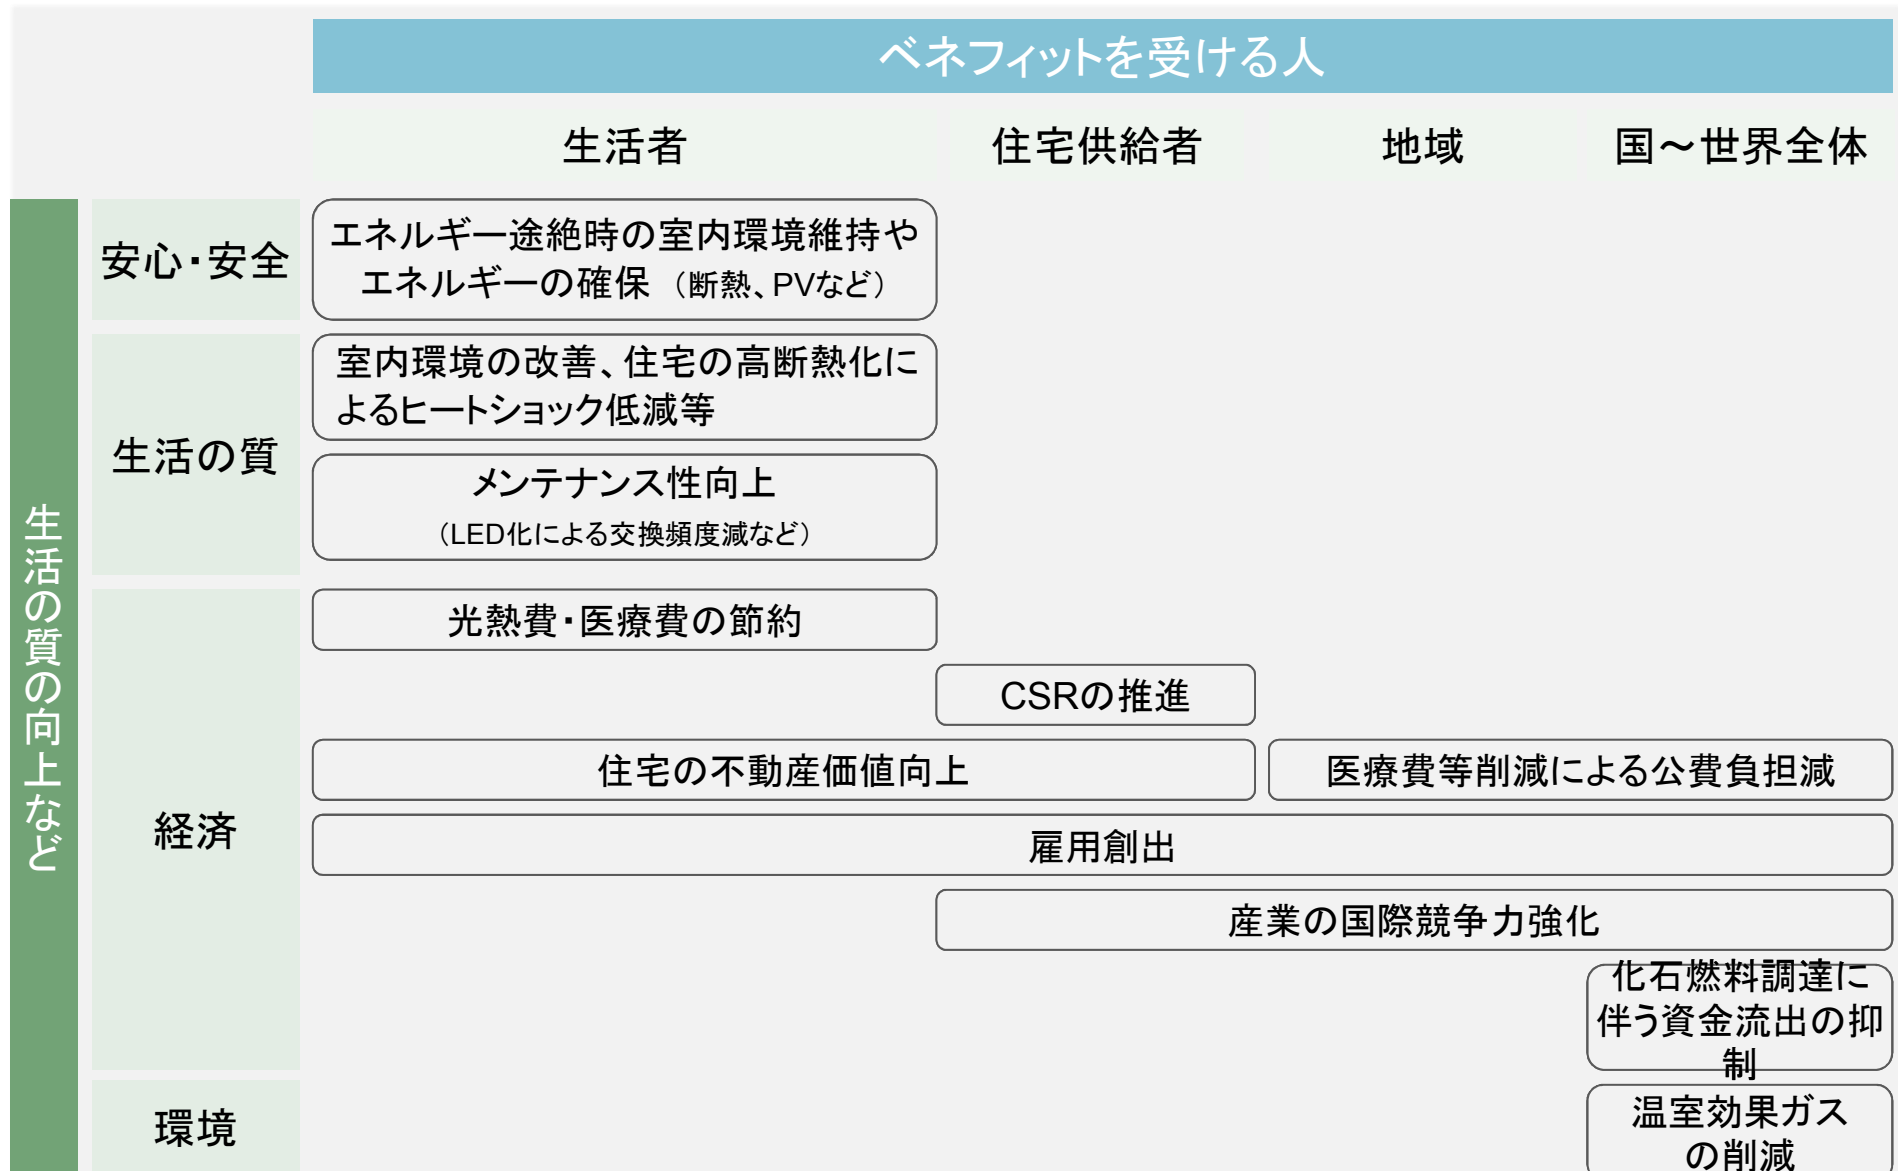 ベネフィットを受ける人
生活者
住宅供給者
地域
国～世界全体
生活の質の向上など
安心・安全
エネルギー途絶時の室内環境維持や
エネルギーの確保（断熱、PVなど）
生活の質
室内環境の改善、住宅の高断熱化に
よるヒートショック低減等
メンテナンス性向上
（LED化による交換頻度減など）
経済
光熱費・医療費の節約
CSRの推進
住宅の不動産価値向上
医療費等削減による公費負担減
雇用創出
産業の国際競争力強化
化石燃料調達に
伴う資金流出の抑
制
環境
温室効果ガス
の削減